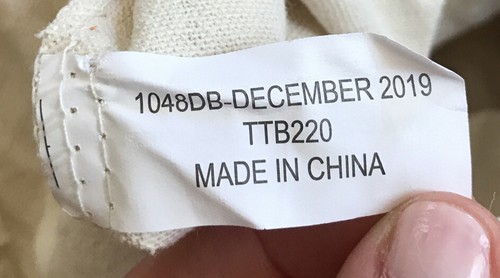 1048DB-DECEMBER 2019
TTB220
MADE IN CHINA